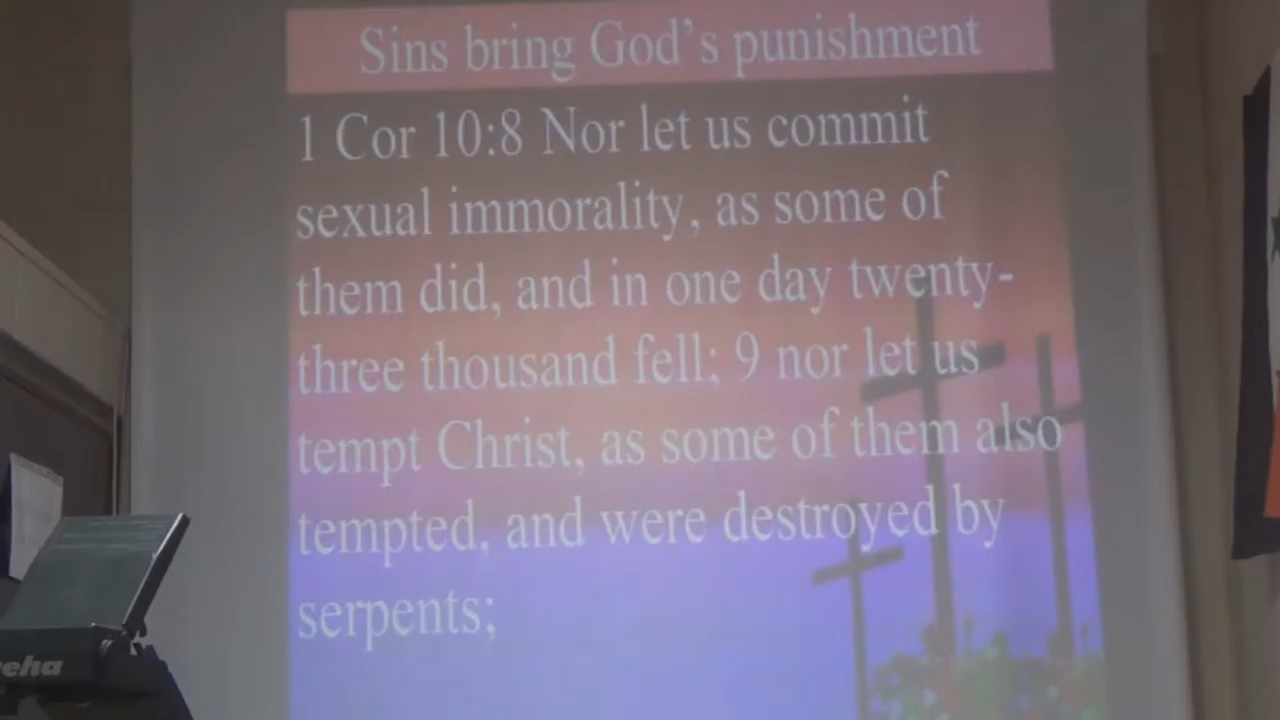 Sins bring God's punishment
1 Cor 10:8 Nor let us commit
sexual immorality, as some of
them did, and in one day twenty-
three thousand fell; 9 nor let us
tempt Christ, as some of them also
tempted, and were destroyed by
serpents;
eha